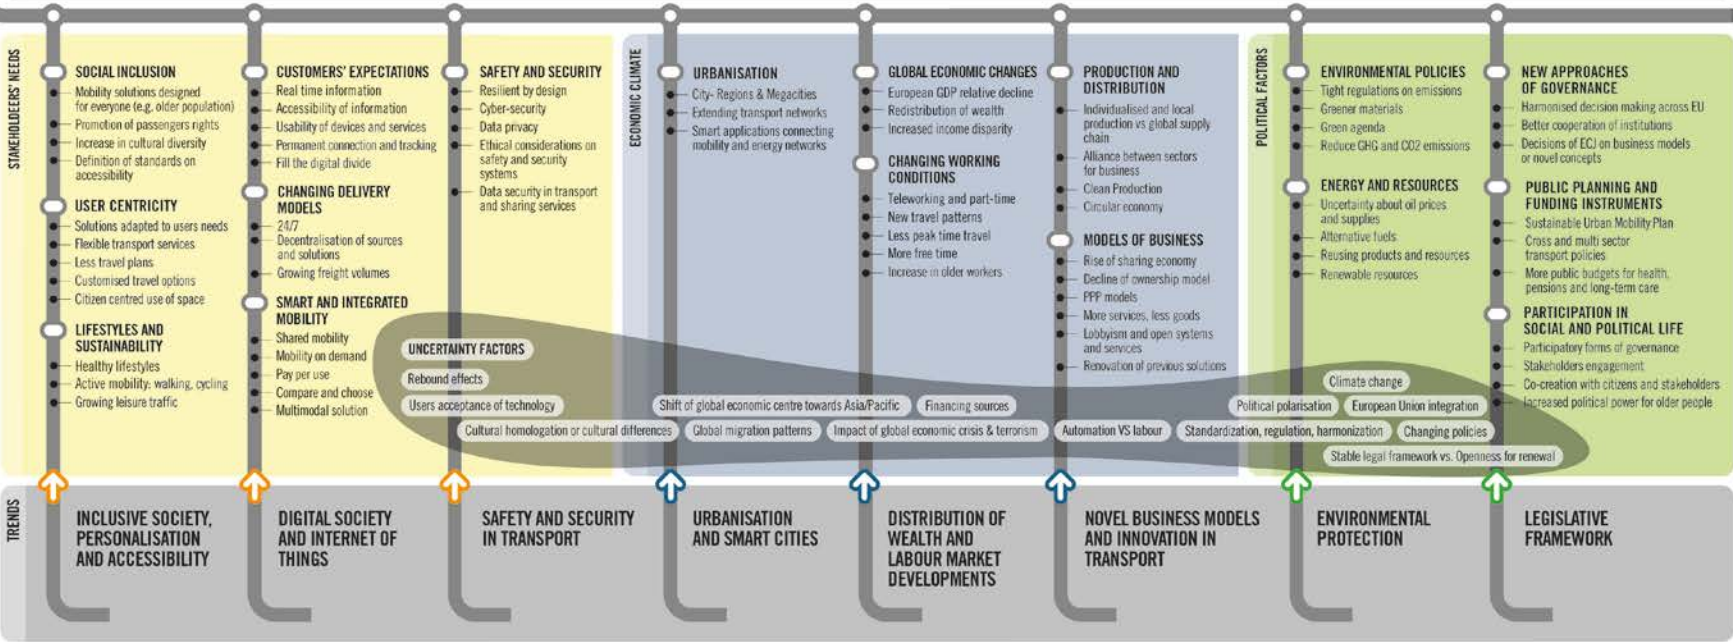 STAKEHOLDERS' NEEDS
SOCIAL INCLUSION
Mobility solutions designed
for everyone (e.g. older population)
Promotion of passengers rights
Increase in cultural diversity
Definition of standards on
accessibility
USER CENTRICITY
Solutions adapted to users needs
Flexible transport services
Less travel plans
Customised travel options
Citizen centred use of space
LIFESTYLES AND
SUSTAINABILITY
Healthy lifestyles
Active mobility: walking, cycling
Growing leisure traffic
CUSTOMERS' EXPECTATIONS
Real time information
Accessibility of information
Usability of devices and services
Permanent connection and tracking
Fill the digital divide
CHANGING DELIVERY
MODELS
24/7
Decentralisation of sources
and solutions
Growing freight volumes
SMART AND INTEGRATED
MOBILITY
Shared mobility
Mobility on demand
Pay per use
Compare and choose
Multimodal solution
SAFETY AND SECURITY
Resilient by design
Cyber-security
Data privacy
Ethical considerations on
safety and security
systems
Data security in transport
and sharing services
ECONOMIC CLIMATE
URBANISATION
City- Regions & Megacities
Extending transport networks
Smart applications connecting
mobility and energy networks
GLOBAL ECONOMIC CHANGES
European GDP relative decline
Redistribution of wealth
Increased income disparity
CHANGING WORKING
CONDITIONS
Teleworking and part-time
New travel patterns
Less peak time travel
More free time
Increase in older workers
PRODUCTION AND
DISTRIBUTION
Individualised and local
production vs global supply
chain
Alliance between sectors
for business
Clean Production
Circular economy
MODELS OF BUSINESS
Rise of sharing economy
Decline of ownership model
PPP models
More services, less goods
Lobbyism and open systems
and services
Renovation of previous solutions
POLITICAL FACTORS
ENVIRONMENTAL POLICIES
Tight regulations on emissions
Greener materials
Green agenda
Reduce GHG and CO2 emissions
ENERGY AND RESOURCES
Uncertainty about oil prices
and supplies
Alternative fuels
Reusing products and resources
Renewable resources
NEW APPROACHES
OF GOVERNANCE
Harmonised decision making across EU
Better cooperation of institutions
Decisions of ECJ on business models
or novel concepts
PUBLIC PLANNING AND
FUNDING INSTRUMENTS
Sustainable Urban Mobility Plan
Cross and multi sector
transport policies
More public budgets for health,
pensions and long-term care
PARTICIPATION IN
SOCIAL AND POLITICAL LIFE
Participatory forms of governance
Stakeholders engagement
Co-creation with citizens and stakeholders
Increased political power for older people
UNCERTAINTY FACTORS
Rebound effects
Users acceptance of technology
Cultural homologation or cultural differences
Shift of global economic centre towards Asia/Pacific
Financing sources
Global migration patterns
Impact of global economic crisis & terrorism
Automation VS labour
Climate change
Political polarisation
European Union integration
Standardization, regulation, harmonization
Changing policies
Stable legal framework vs. Openness for renewal
TRENDS
INCLUSIVE SOCIETY,
PERSONALISATION
AND ACCESSIBILITY
DIGITAL SOCIETY
AND INTERNET OF
THINGS
SAFETY AND SECURITY
IN TRANSPORT
URBANISATION
AND SMART CITIES
DISTRIBUTION OF
WEALTH AND
LABOUR MARKET
DEVELOPMENTS
NOVEL BUSINESS MODELS
AND INNOVATION IN
TRANSPORT
ENVIRONMENTAL
PROTECTION
LEGISLATIVE
FRAMEWORK